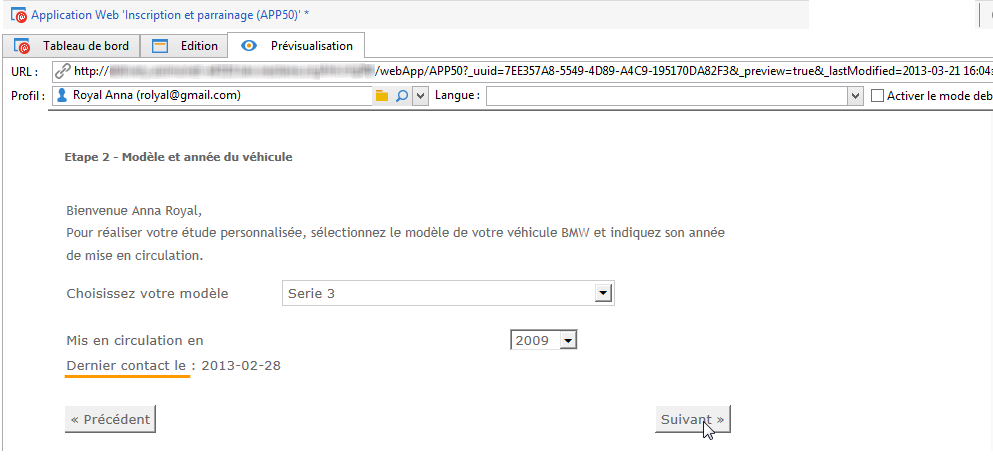 Application Web 'Inscription et parrainage (APP50)' *
Tableau de bord Edition Prévisualisation
URL : http:// /webApp/APP50?_uuid=7EE357A8-5549-4D89-A4C9-195170DA82F3&_preview=true&_lastModified=2013-03-21 16:04
Profil : Royal Anna (rolyal@gmail.com) Langue : Activer le mode deb
Etape 2 - Modèle et année du véhicule
Bienvenue Anna Royal,
Pour réaliser votre étude personnalisée, sélectionnez le modèle de votre véhicule BMW et indiquez son année
de mise en circulation.
Choisissez votre modèle Serie 3
Mis en circulation en 2009
Dernier contact le : 2013-02-28
« Précédent Suivant »